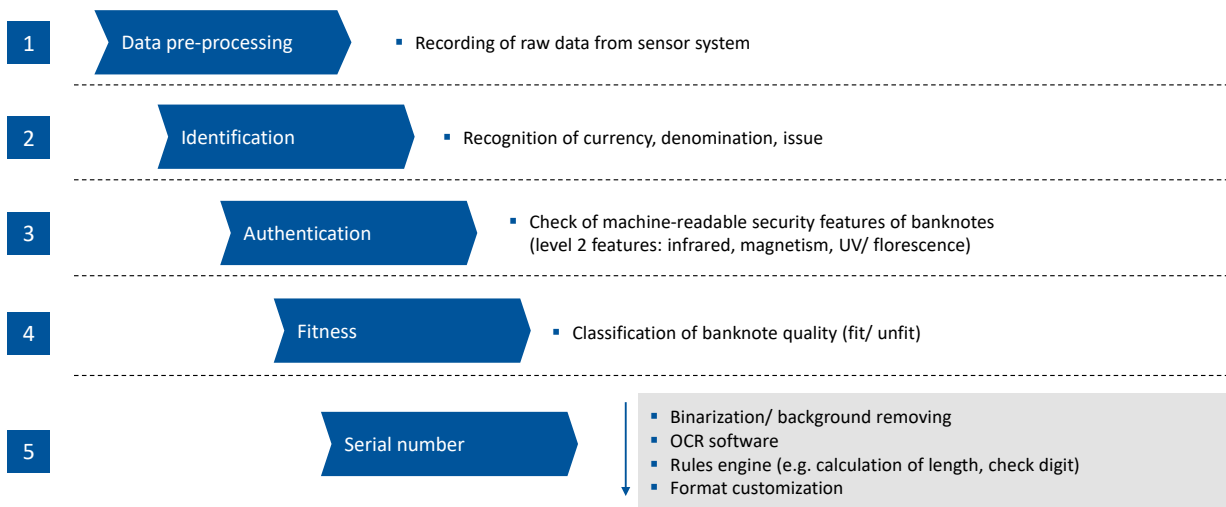 1
Data pre-processing
▪ Recording of raw data from sensor system
2
Identification
▪ Recognition of currency, denomination, issue
3
Authentication
▪ Check of machine-readable security features of banknotes
(level 2 features: infrared, magnetism, UV/ florescence)
4
Fitness
▪ Classification of banknote quality (fit/ unfit)
5
Serial number
▪ Binarization/ background removing
▪ OCR software
▪ Rules engine (e.g. calculation of length, check digit)
▪ Format customization